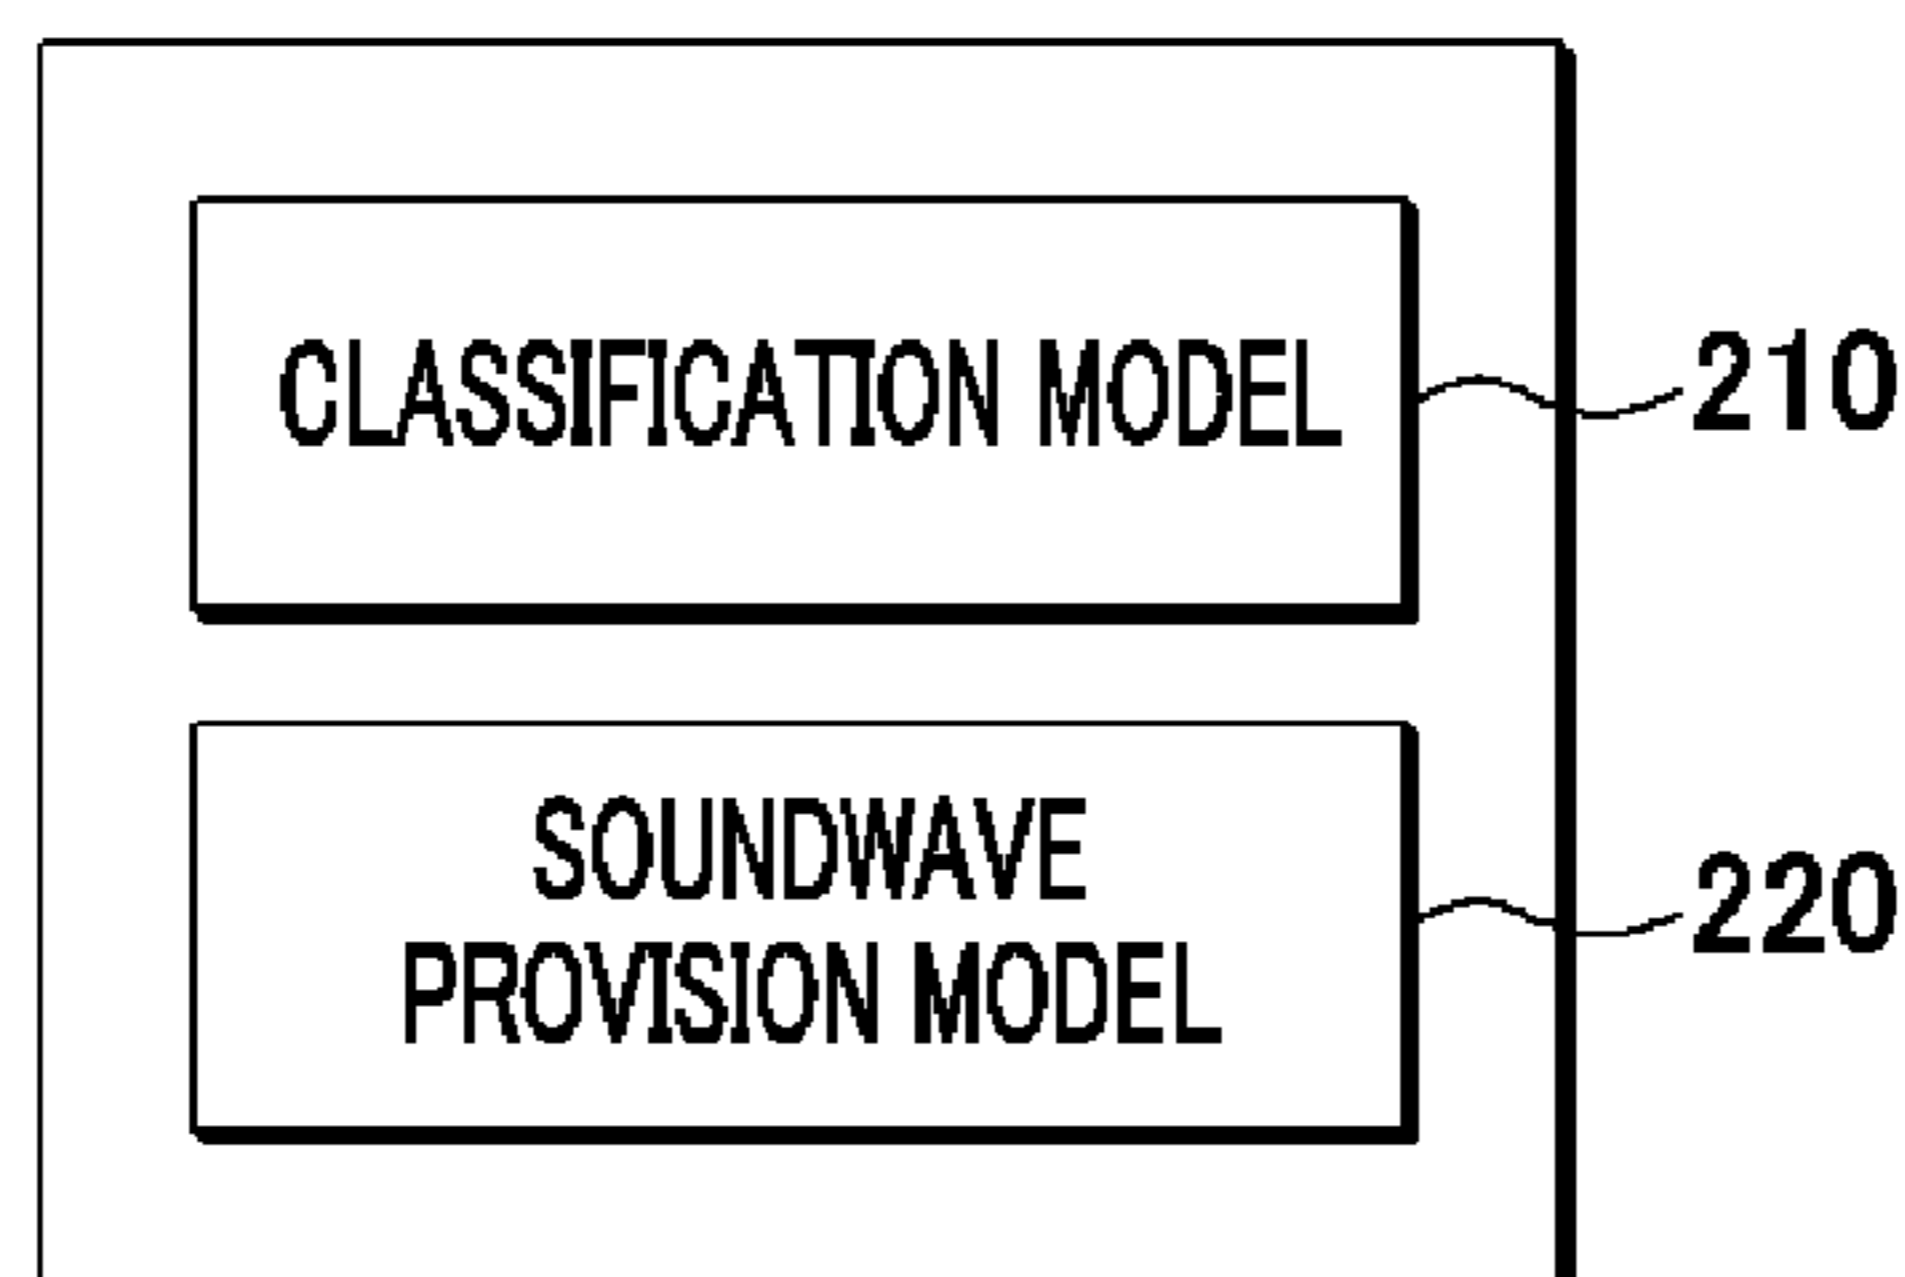 CLASSIFICATION MODEL
210
SOUNDWAVE
PROVISION MODEL
220